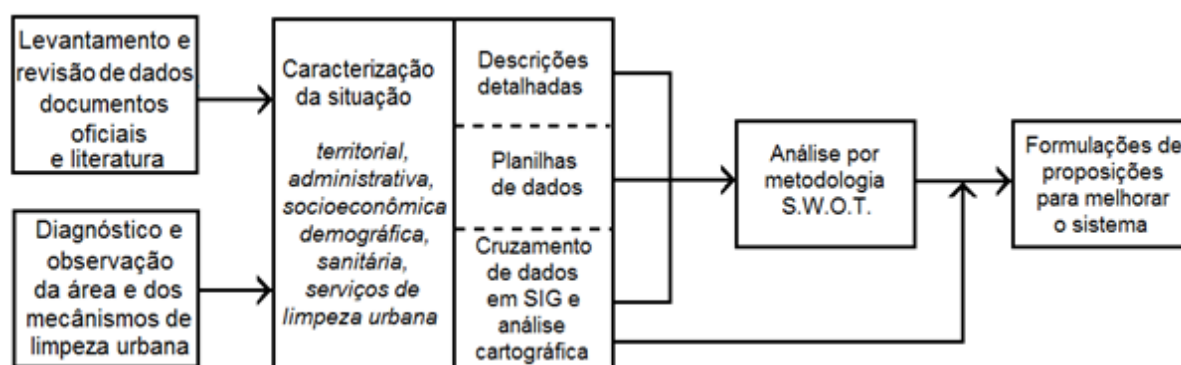 Levantamento e
revisão de dados
documentos
oficiais
e literatura
Diagnóstico e
observação
da área e dos
mecânismos de
limpeza urbana
Caracterização
da situação
territorial,
administrativa,
socioeconômica
demográfica,
sanitária,
serviços de
limpeza urbana
Descrições
detalhadas
Planilhas
de dados
Cruzamento
de dados
em SIG e
análise
cartográfica
Análise por
metodologia
S.W.O.T.
Formulações de
proposições
para melhorar
o sistema